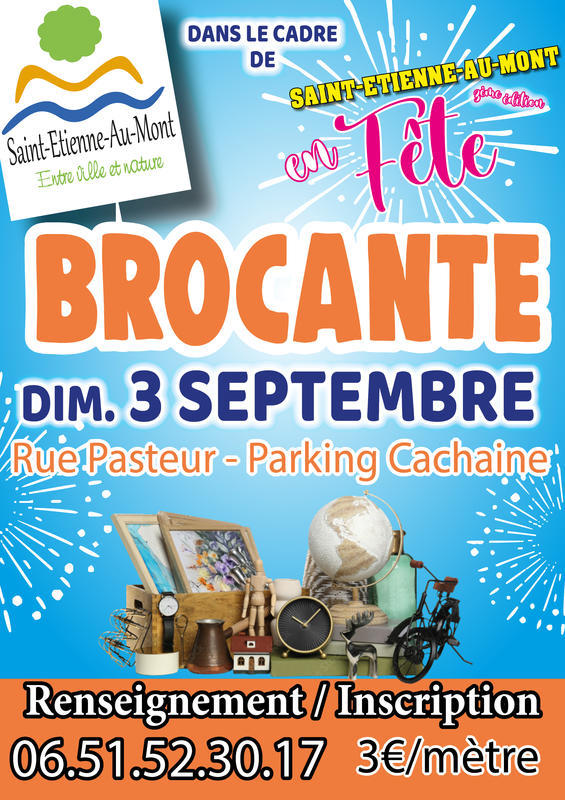 Saint-Etienne-Au-Mont
Entre ville et nature
DANS LE CADRE
DE
SAINT-ETIENNE-AU-MONT
2ème édition
en Fête
BROCANTE
DIM. 3 SEPTEMBRE
Rue Pasteur - Parking Cachaine
Renseignement / Inscription
06.51.52.30.17 3€/mètre